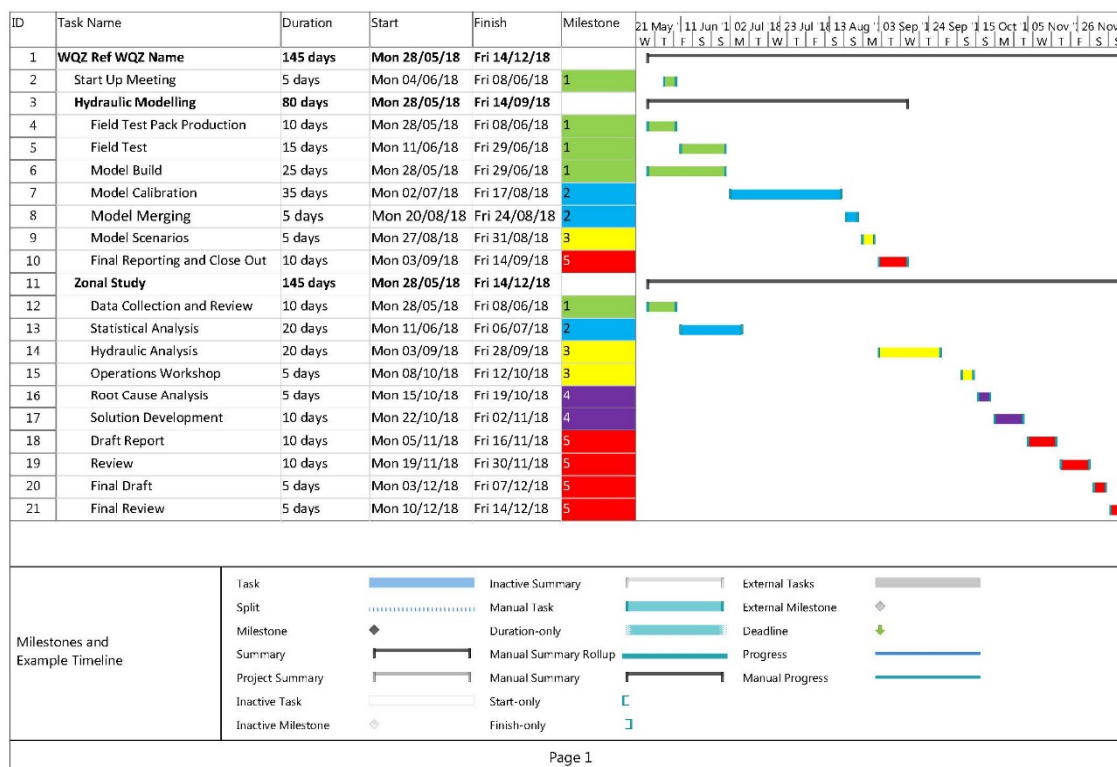 ID Task Name Duration Start Finish Milestone 21 May '1 11 Jun '1 02 Jul '18 23 Jul '18 13 Aug '1 03 Sep '1 24 Sep '1 15 Oct '1 05 Nov '1 26 Nov
W T F S S M T W T F S S M T W T F S S M T W T F S S
1 WQZ Ref WQZ Name 145 days Mon 28/05/18 Fri 14/12/18
2 Start Up Meeting 5 days Mon 04/06/18 Fri 08/06/18 1
3 Hydraulic Modelling 80 days Mon 28/05/18 Fri 14/09/18
4 Field Test Pack Production 10 days Mon 28/05/18 Fri 08/06/18 1
5 Field Test 15 days Mon 11/06/18 Fri 29/06/18 1
6 Model Build 25 days Mon 28/05/18 Fri 29/06/18 1
7 Model Calibration 35 days Mon 02/07/18 Fri 17/08/18 2
8 Model Merging 5 days Mon 20/08/18 Fri 24/08/18 2
9 Model Scenarios 5 days Mon 27/08/18 Fri 31/08/18 3
10 Final Reporting and Close Out 10 days Mon 03/09/18 Fri 14/09/18 5
11 Zonal Study 145 days Mon 28/05/18 Fri 14/12/18
12 Data Collection and Review 10 days Mon 28/05/18 Fri 08/06/18 1
13 Statistical Analysis 20 days Mon 11/06/18 Fri 06/07/18 2
14 Hydraulic Analysis 20 days Mon 03/09/18 Fri 28/09/18 3
15 Operations Workshop 5 days Mon 08/10/18 Fri 12/10/18 3
16 Root Cause Analysis 5 days Mon 15/10/18 Fri 19/10/18 4
17 Solution Development 10 days Mon 22/10/18 Fri 02/11/18 4
18 Draft Report 10 days Mon 05/11/18 Fri 16/11/18 5
19 Review 10 days Mon 19/11/18 Fri 30/11/18 5
20 Final Draft 5 days Mon 03/12/18 Fri 07/12/18 5
21 Final Review 5 days Mon 10/12/18 Fri 14/12/18 5
Milestones and
Example Timeline
Task Inactive Summary External Tasks
Split Manual Task External Milestone
Milestone Duration-only Deadline
Summary Manual Summary Rollup Progress
Project Summary Manual Summary Manual Progress
Inactive Task Start-only
Inactive Milestone Finish-only
Page 1